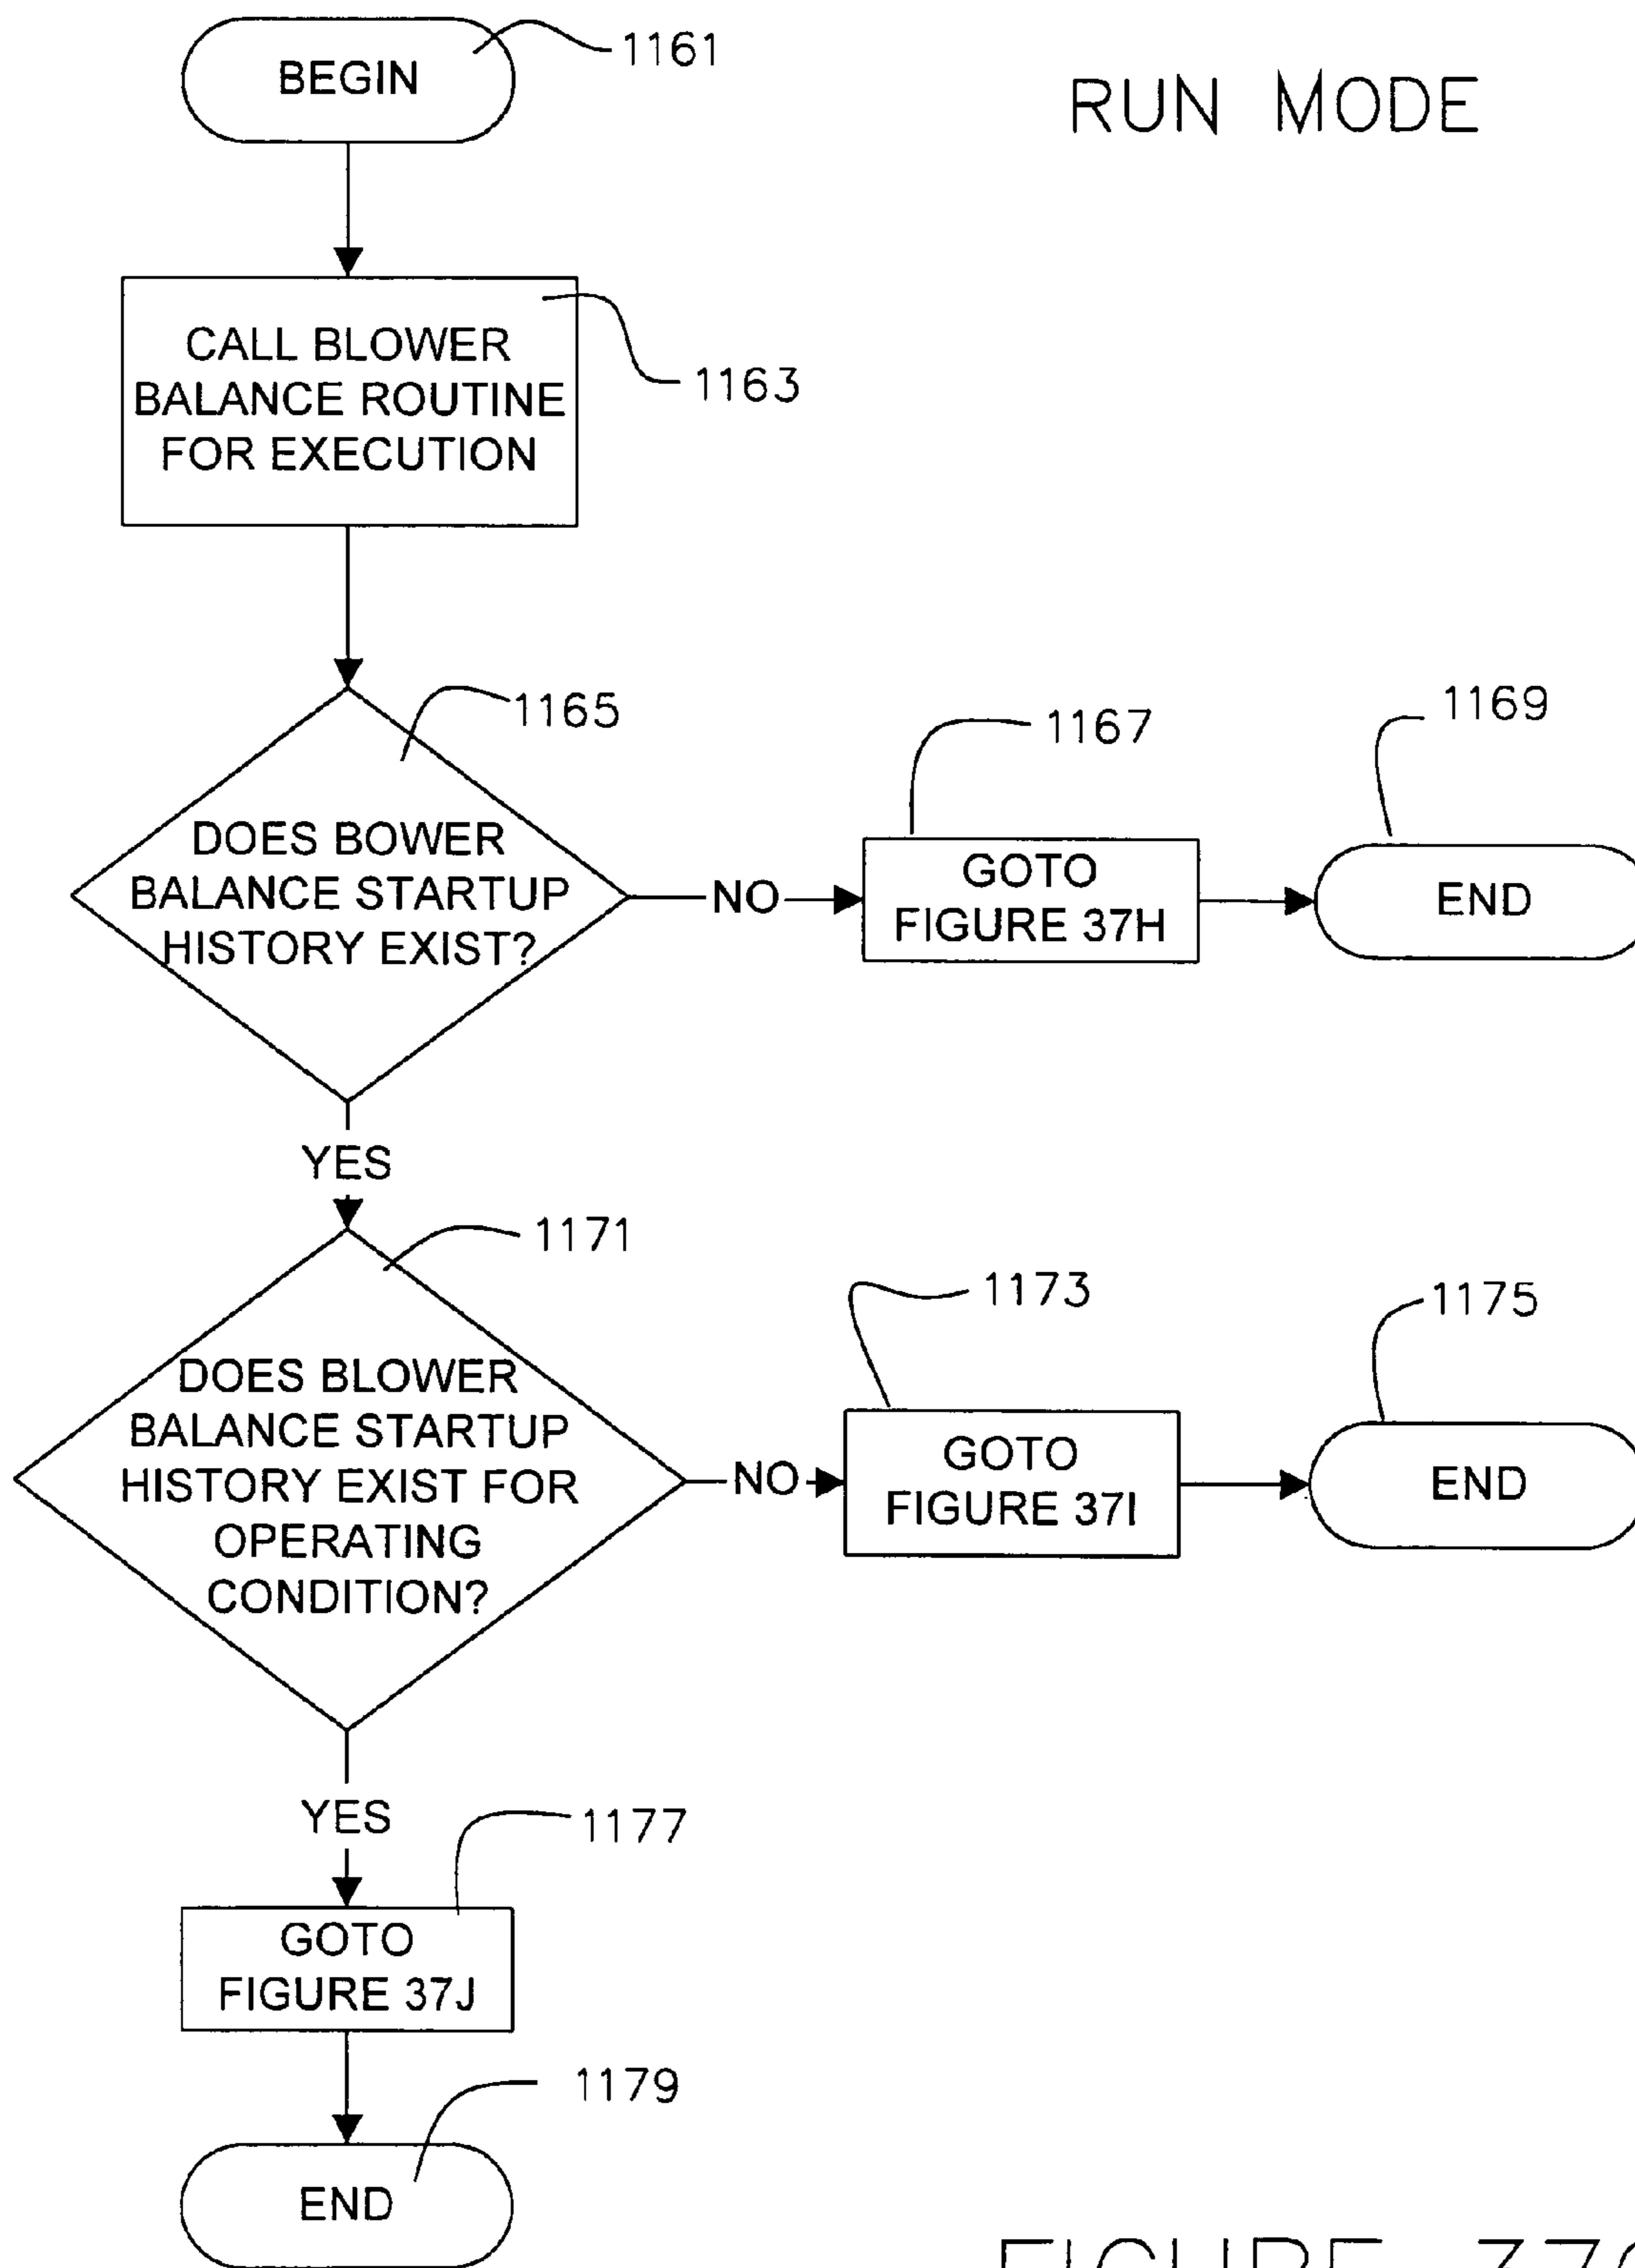 BEGIN
1161
RUN MODE
CALL BLOWER
BALANCE ROUTINE
FOR EXECUTION
1163
1165
DOES BOWER
BALANCE STARTUP
HISTORY EXIST?
NO
1167
GOTO
FIGURE 37H
1169
END
YES
1171
DOES BLOWER
BALANCE STARTUP
HISTORY EXIST FOR
OPERATING
CONDITION?
NO
1173
GOTO
FIGURE 37I
1175
END
YES
1177
GOTO
FIGURE 37J
1179
END